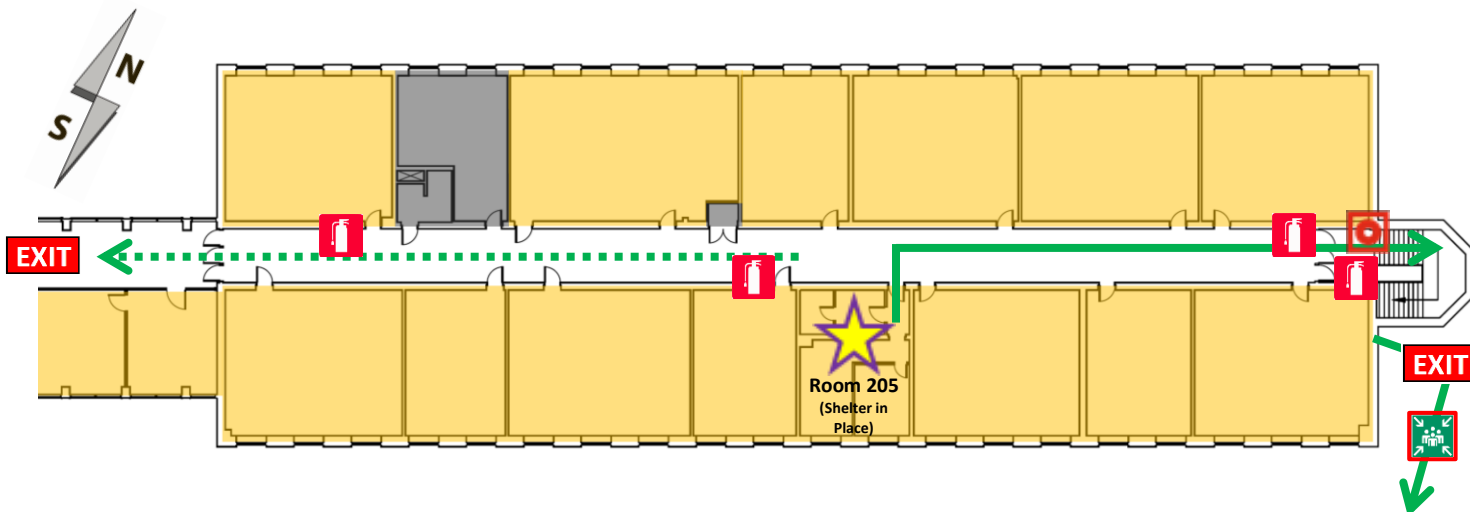 N
S
EXIT
Room 205
(Shelter in
Place)
EXIT